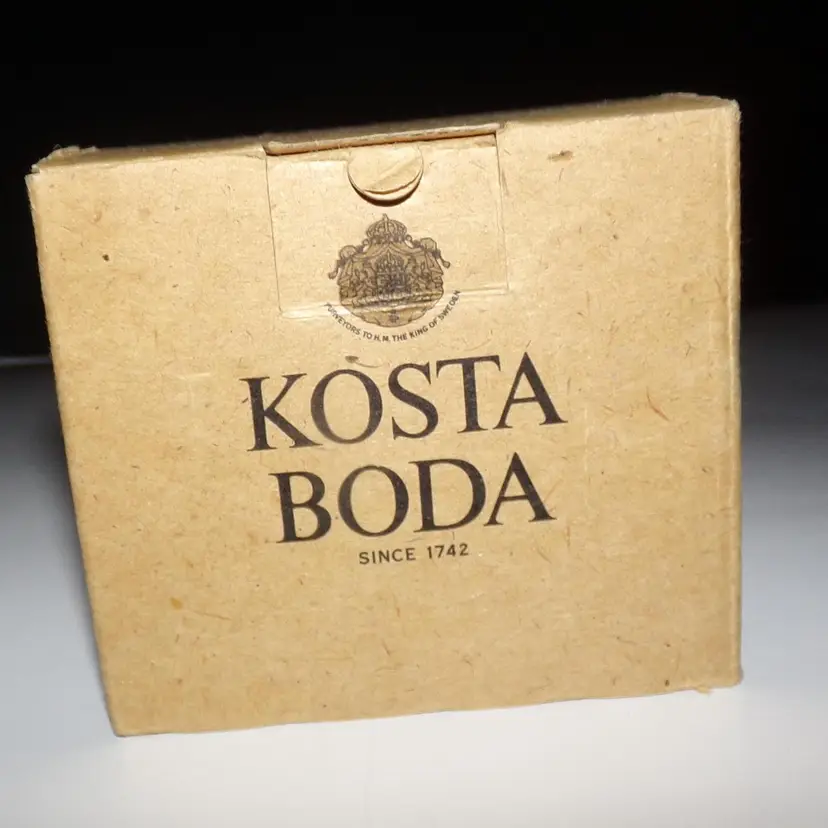 PURVEYORS TO H.M. THE KING OF SWEDEN
KOSTA
BODA
SINCE 1742